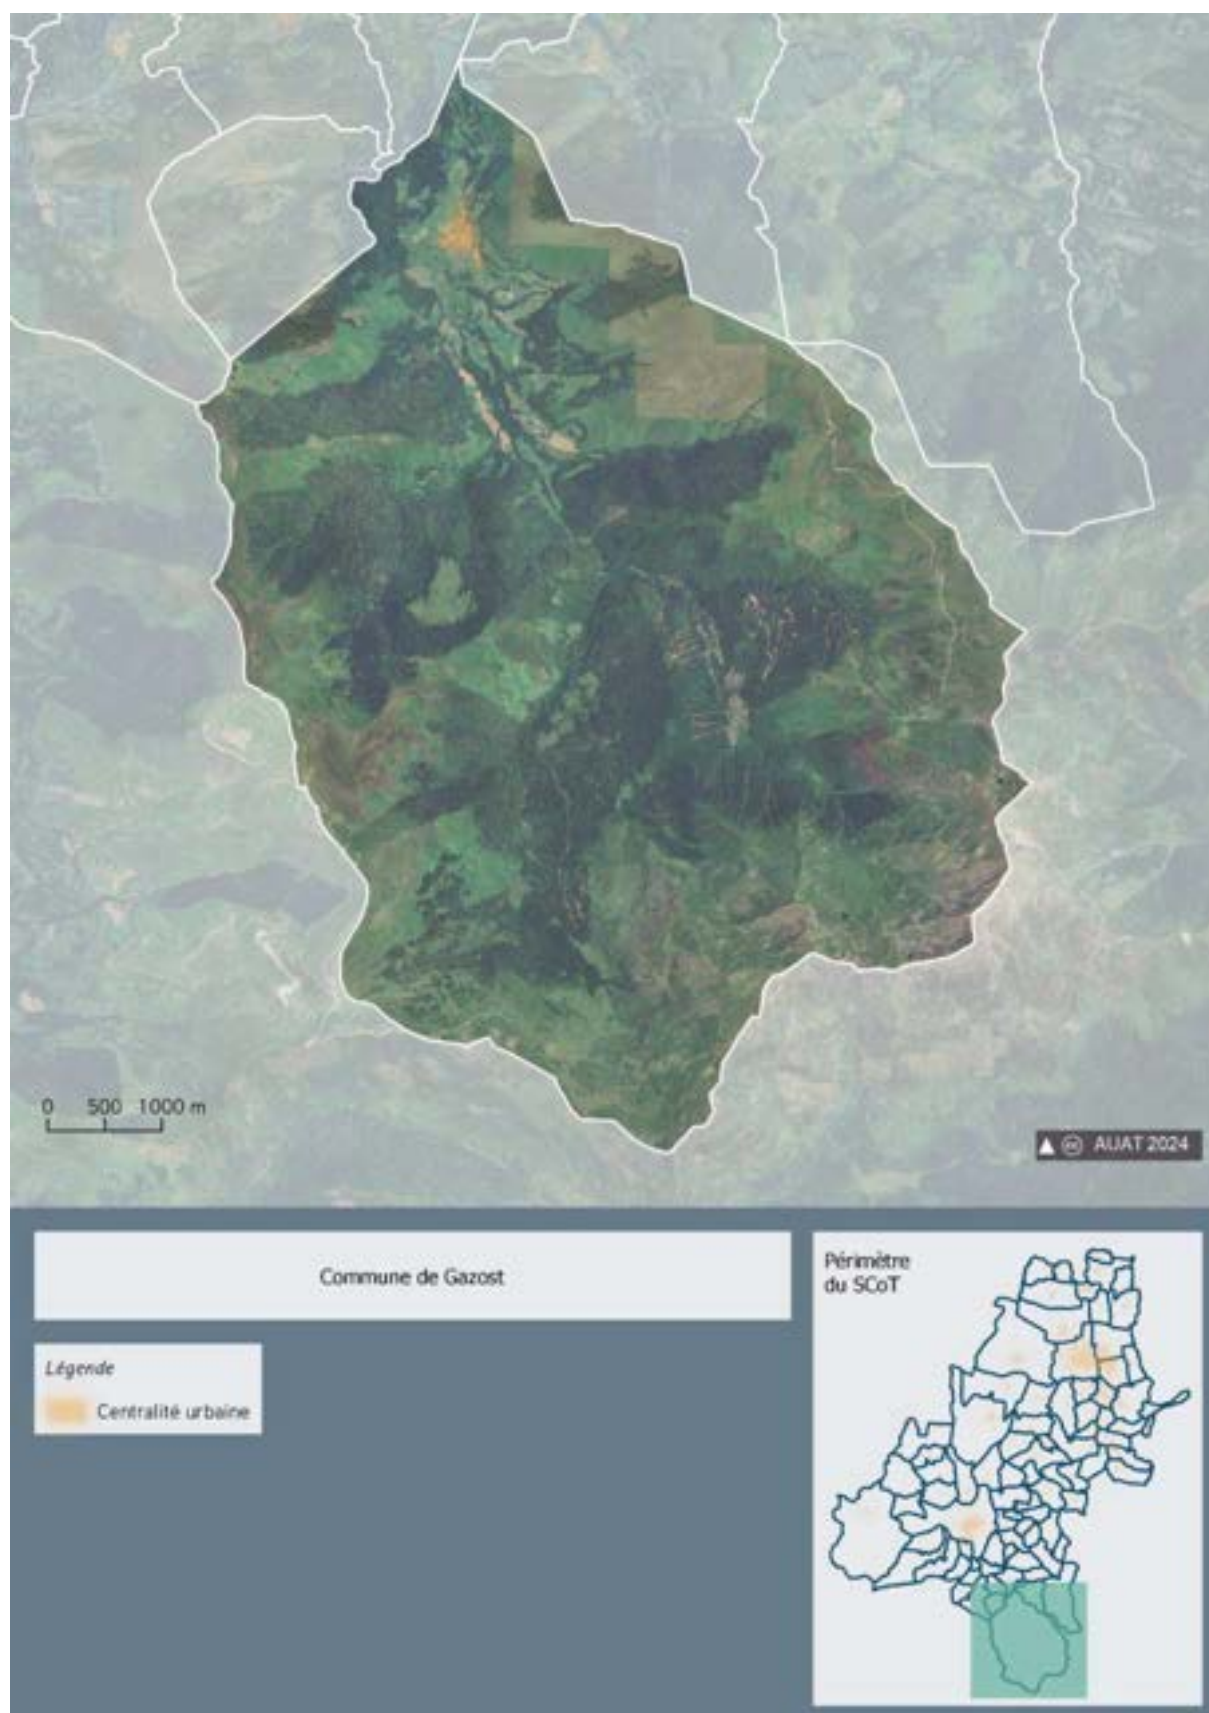 0 500 1000 m
AUAT 2024
Commune de Gazost
Légende
Centralité urbaine
Périmètre
du SCoT